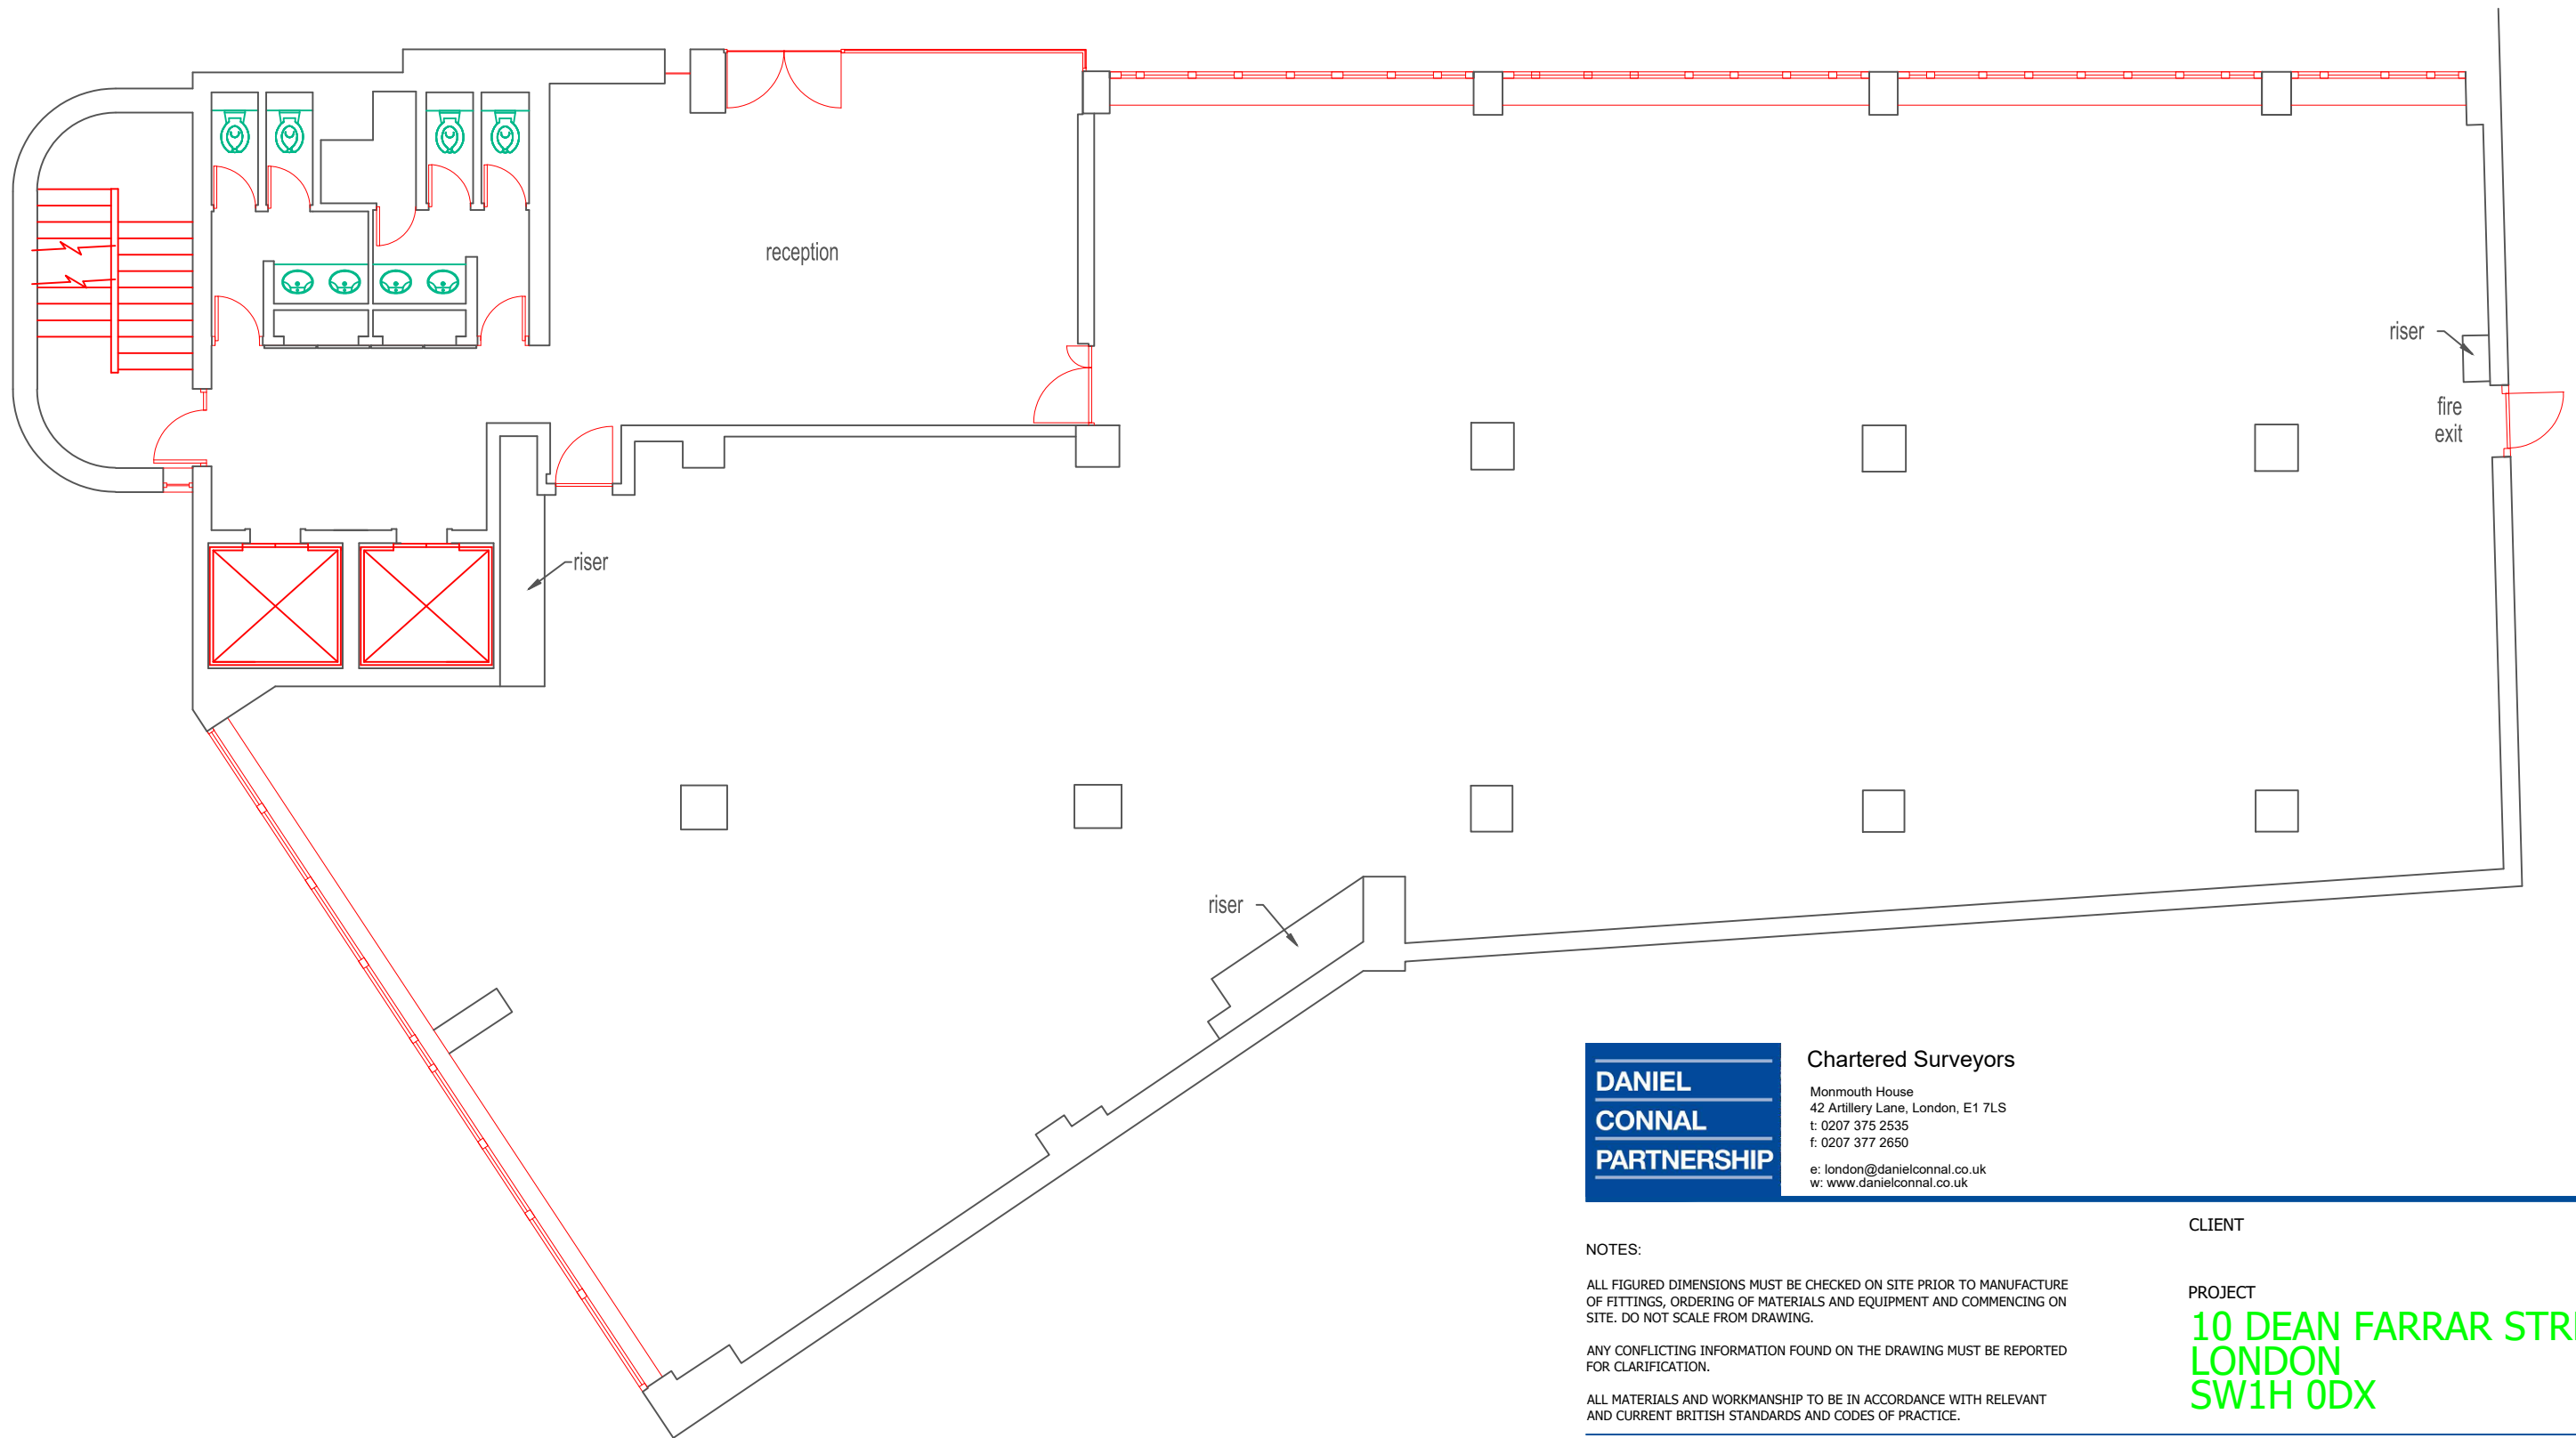 reception
riser
fire
exit
riser
riser
DANIEL
CONNAL
PARTNERSHIP
Chartered Surveyors
Monmouth House
42 Artillery Lane, London, E1 7LS
t: 0207 375 2535
f: 0207 377 2650
e: london@danielconnal.co.uk
w: www.danielconnal.co.uk
NOTES:
ALL FIGURED DIMENSIONS MUST BE CHECKED ON SITE PRIOR TO MANUFACTURE
OF FITTINGS, ORDERING OF MATERIALS AND EQUIPMENT AND COMMENCING ON
SITE. DO NOT SCALE FROM DRAWING.
ANY CONFLICTING INFORMATION FOUND ON THE DRAWING MUST BE REPORTED
FOR CLARIFICATION.
ALL MATERIALS AND WORKMANSHIP TO BE IN ACCORDANCE WITH RELEVANT
AND CURRENT BRITISH STANDARDS AND CODES OF PRACTICE.
CLIENT
PROJECT
10 DEAN FARRAR STR
LONDON
SW1H 0DX